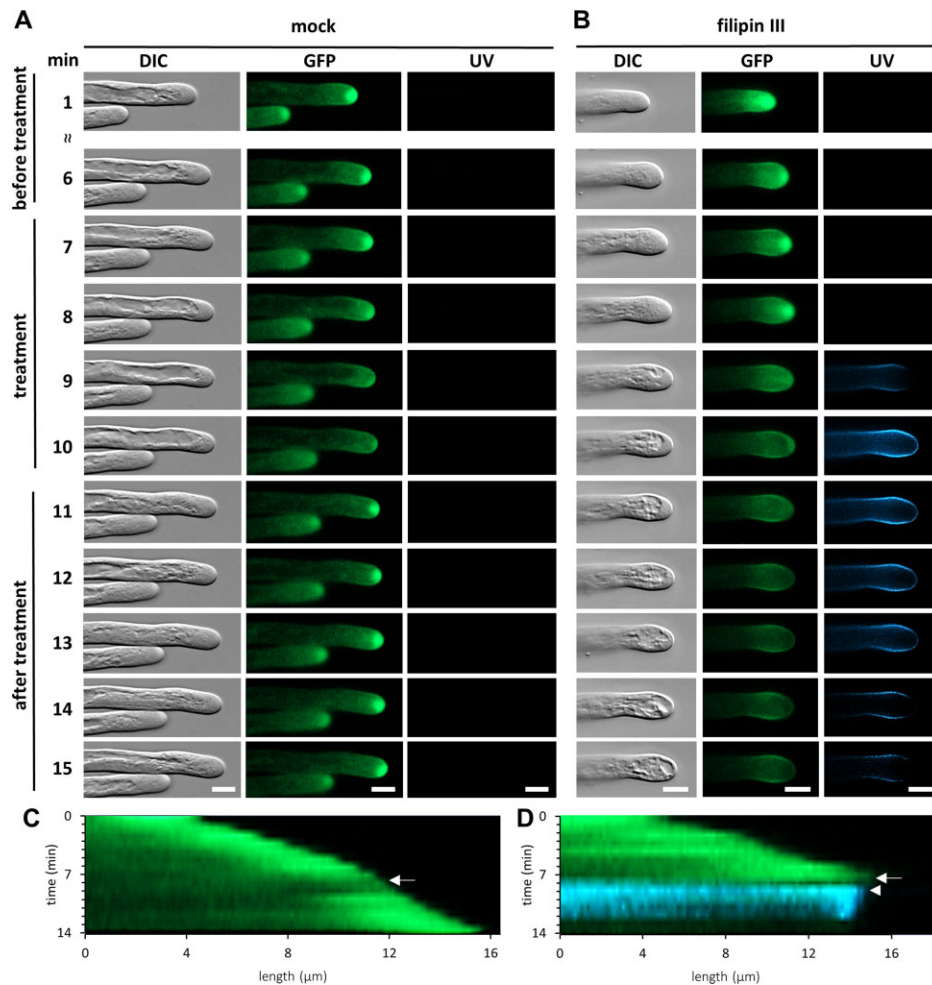 A
B
mock
filipin III
min
DIC
GFP
UV
DIC
GFP
UV
before treatment
1
≈
6
treatment
7
8
9
10
after treatment
11
12
13
14
15
C
D
0
7
14
time (min)
0
4
8
12
16
length (µm)
0
7
14
time (min)
0
4
8
12
16
length (µm)